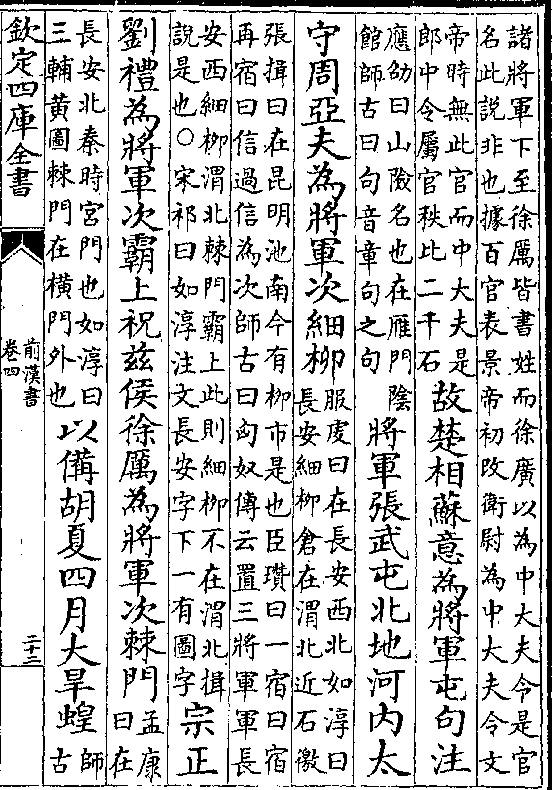 諸將軍下至徐厲皆書姓而徐廣以為中大夫令是官
名此說非也據百官表景帝初改衛尉為中大夫令文
帝時無此官而中大夫是
郎中令屬官秩比二千石
故楚相蘇意為將軍屯句注
應劭曰山險名也在雁門陰
館師古曰句音章句之句
將軍張武屯北地河內太
守周亞夫為將軍次細柳
服虔曰在長安西北如淳曰
長安細柳倉在渭北近石徼
張揖曰在昆明池南今有柳市是也臣瓚曰一宿曰宿
再宿曰信過信為次師古曰匈奴傳云置三將軍軍長
安西細柳渭北棘門霸上此則細柳不在渭北揖
說是也○宋祁曰如淳注文長安字下一有圖字
宗正
劉禮為將軍次霸上祝兹侯徐厲為將軍次棘門
孟康
曰在
長安北秦時宮門也如淳曰
三輔黃圖棘門在橫門外也
以備胡夏四月大旱蝗
師
古
欽定四庫全書
前漢書
卷四
二十三